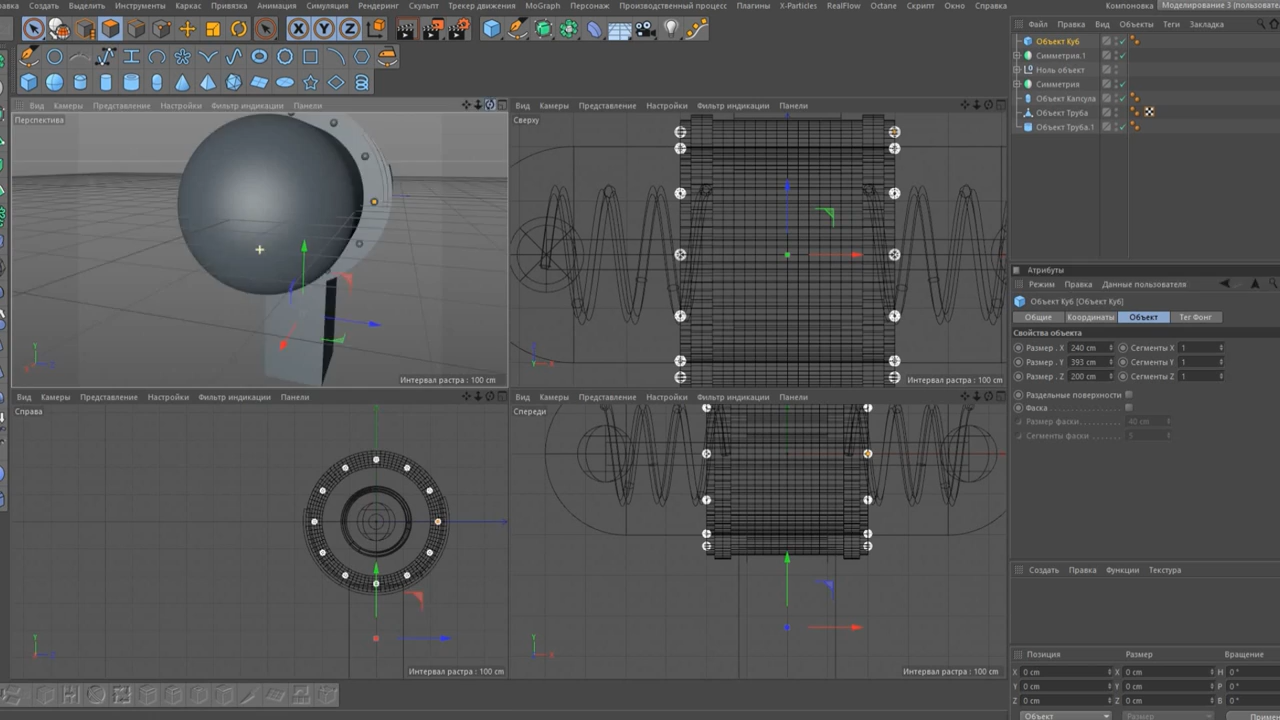 авка Создать Выделить Инструменты Каркас Привязка Анимация Симуляция Рендеринг Скульпт Трекер движения MoGraph Персонаж Производственный процесс Плагины X-Particles RealFlow Octane Скрипт Окно Справка Компоновка Моделирование 3 (пользова
Файл Правка Вид Объекты Теги Закладка
X Y Z
Объект Куб
Симметрия.1
Ноль объект
Симметрия
Объект Капсула
Объект Труба
Объект Труба.1
Вид Камеры Представление Настройки Фильтр индикации Панели
Перспектива
Интервал растра : 100 cm
Вид Камеры Представление Настройки Фильтр индикации Панели
Сверху
Интервал растра : 100 cm
Вид Камеры Представление Настройки Фильтр индикации Панели
Справа
Интервал растра : 100 cm
Вид Камеры Представление Настройки Фильтр индикации Панели
Спереди
Интервал растра : 100 cm
Атрибуты
Режим Правка Данные пользователя
Объект Куб [Объект Куб]
Общие Координаты Объект Тег Фонг
Свойства объекта
Размер . X 240 cm Сегменты X 1
Размер . Y 393 cm Сегменты Y 1
Размер . Z 200 cm Сегменты Z 1
Раздельные поверхности
Фаска
Размер фаски 40 cm
Сегменты фаски 5
Создать Правка Функции Текстура
Позиция Размер Вращение
X 0 cm X 0 cm H 0 °
Y 0 cm Y 0 cm P 0 °
Z 0 cm Z 0 cm B 0 °
Объект Размер Примен